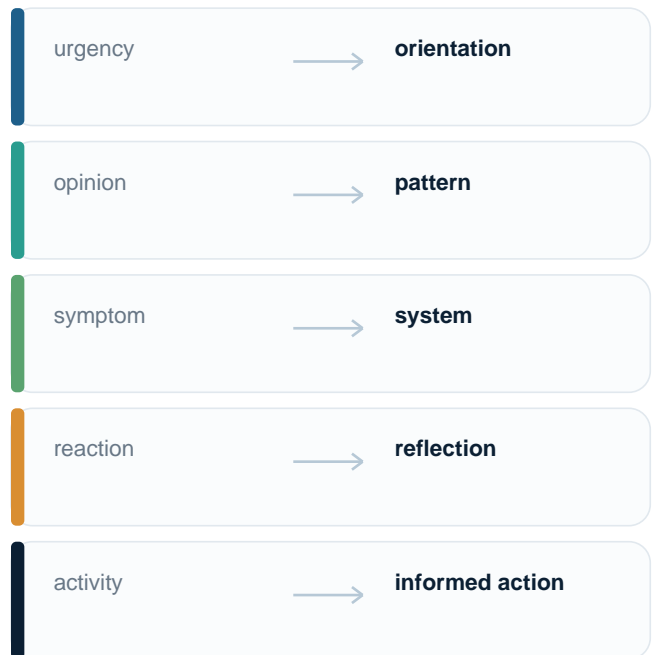 urgency → orientation
opinion → pattern
symptom → system
reaction → reflection
activity → informed action